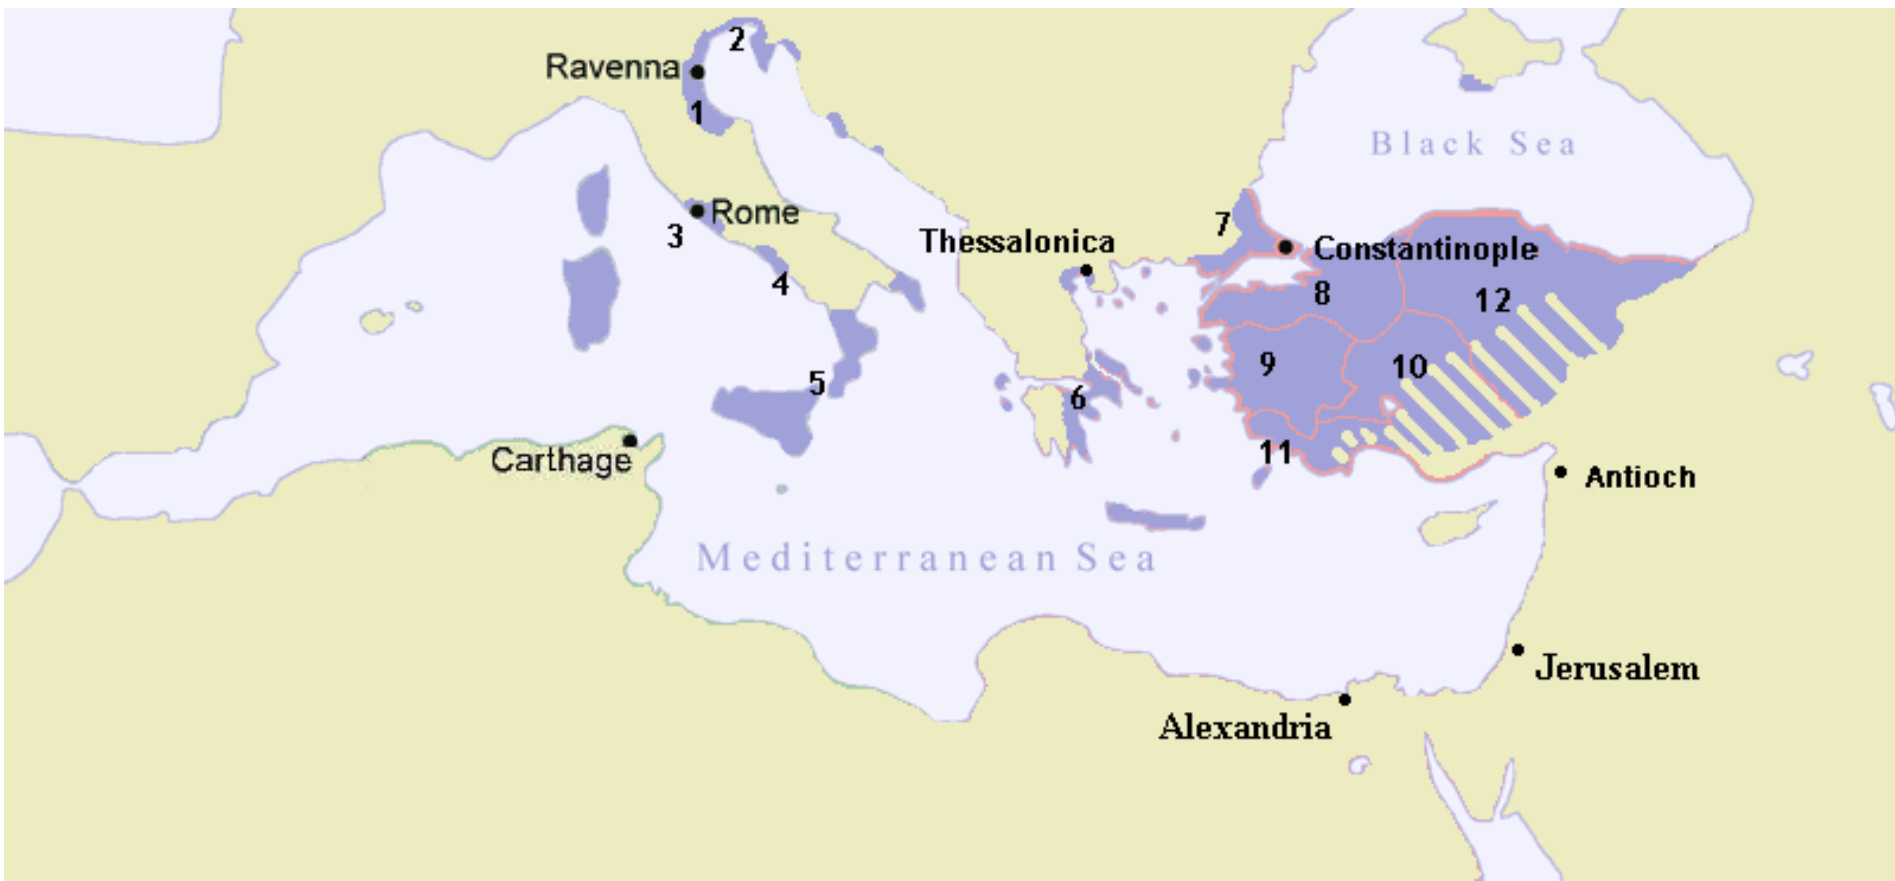 2
Ravenna
1
Black Sea
Rome
3
7
Thessalonica
Constantinople
4
8
12
9
10
5
6
Carthage
11
Antioch
Mediterranean Sea
Jerusalem
Alexandria